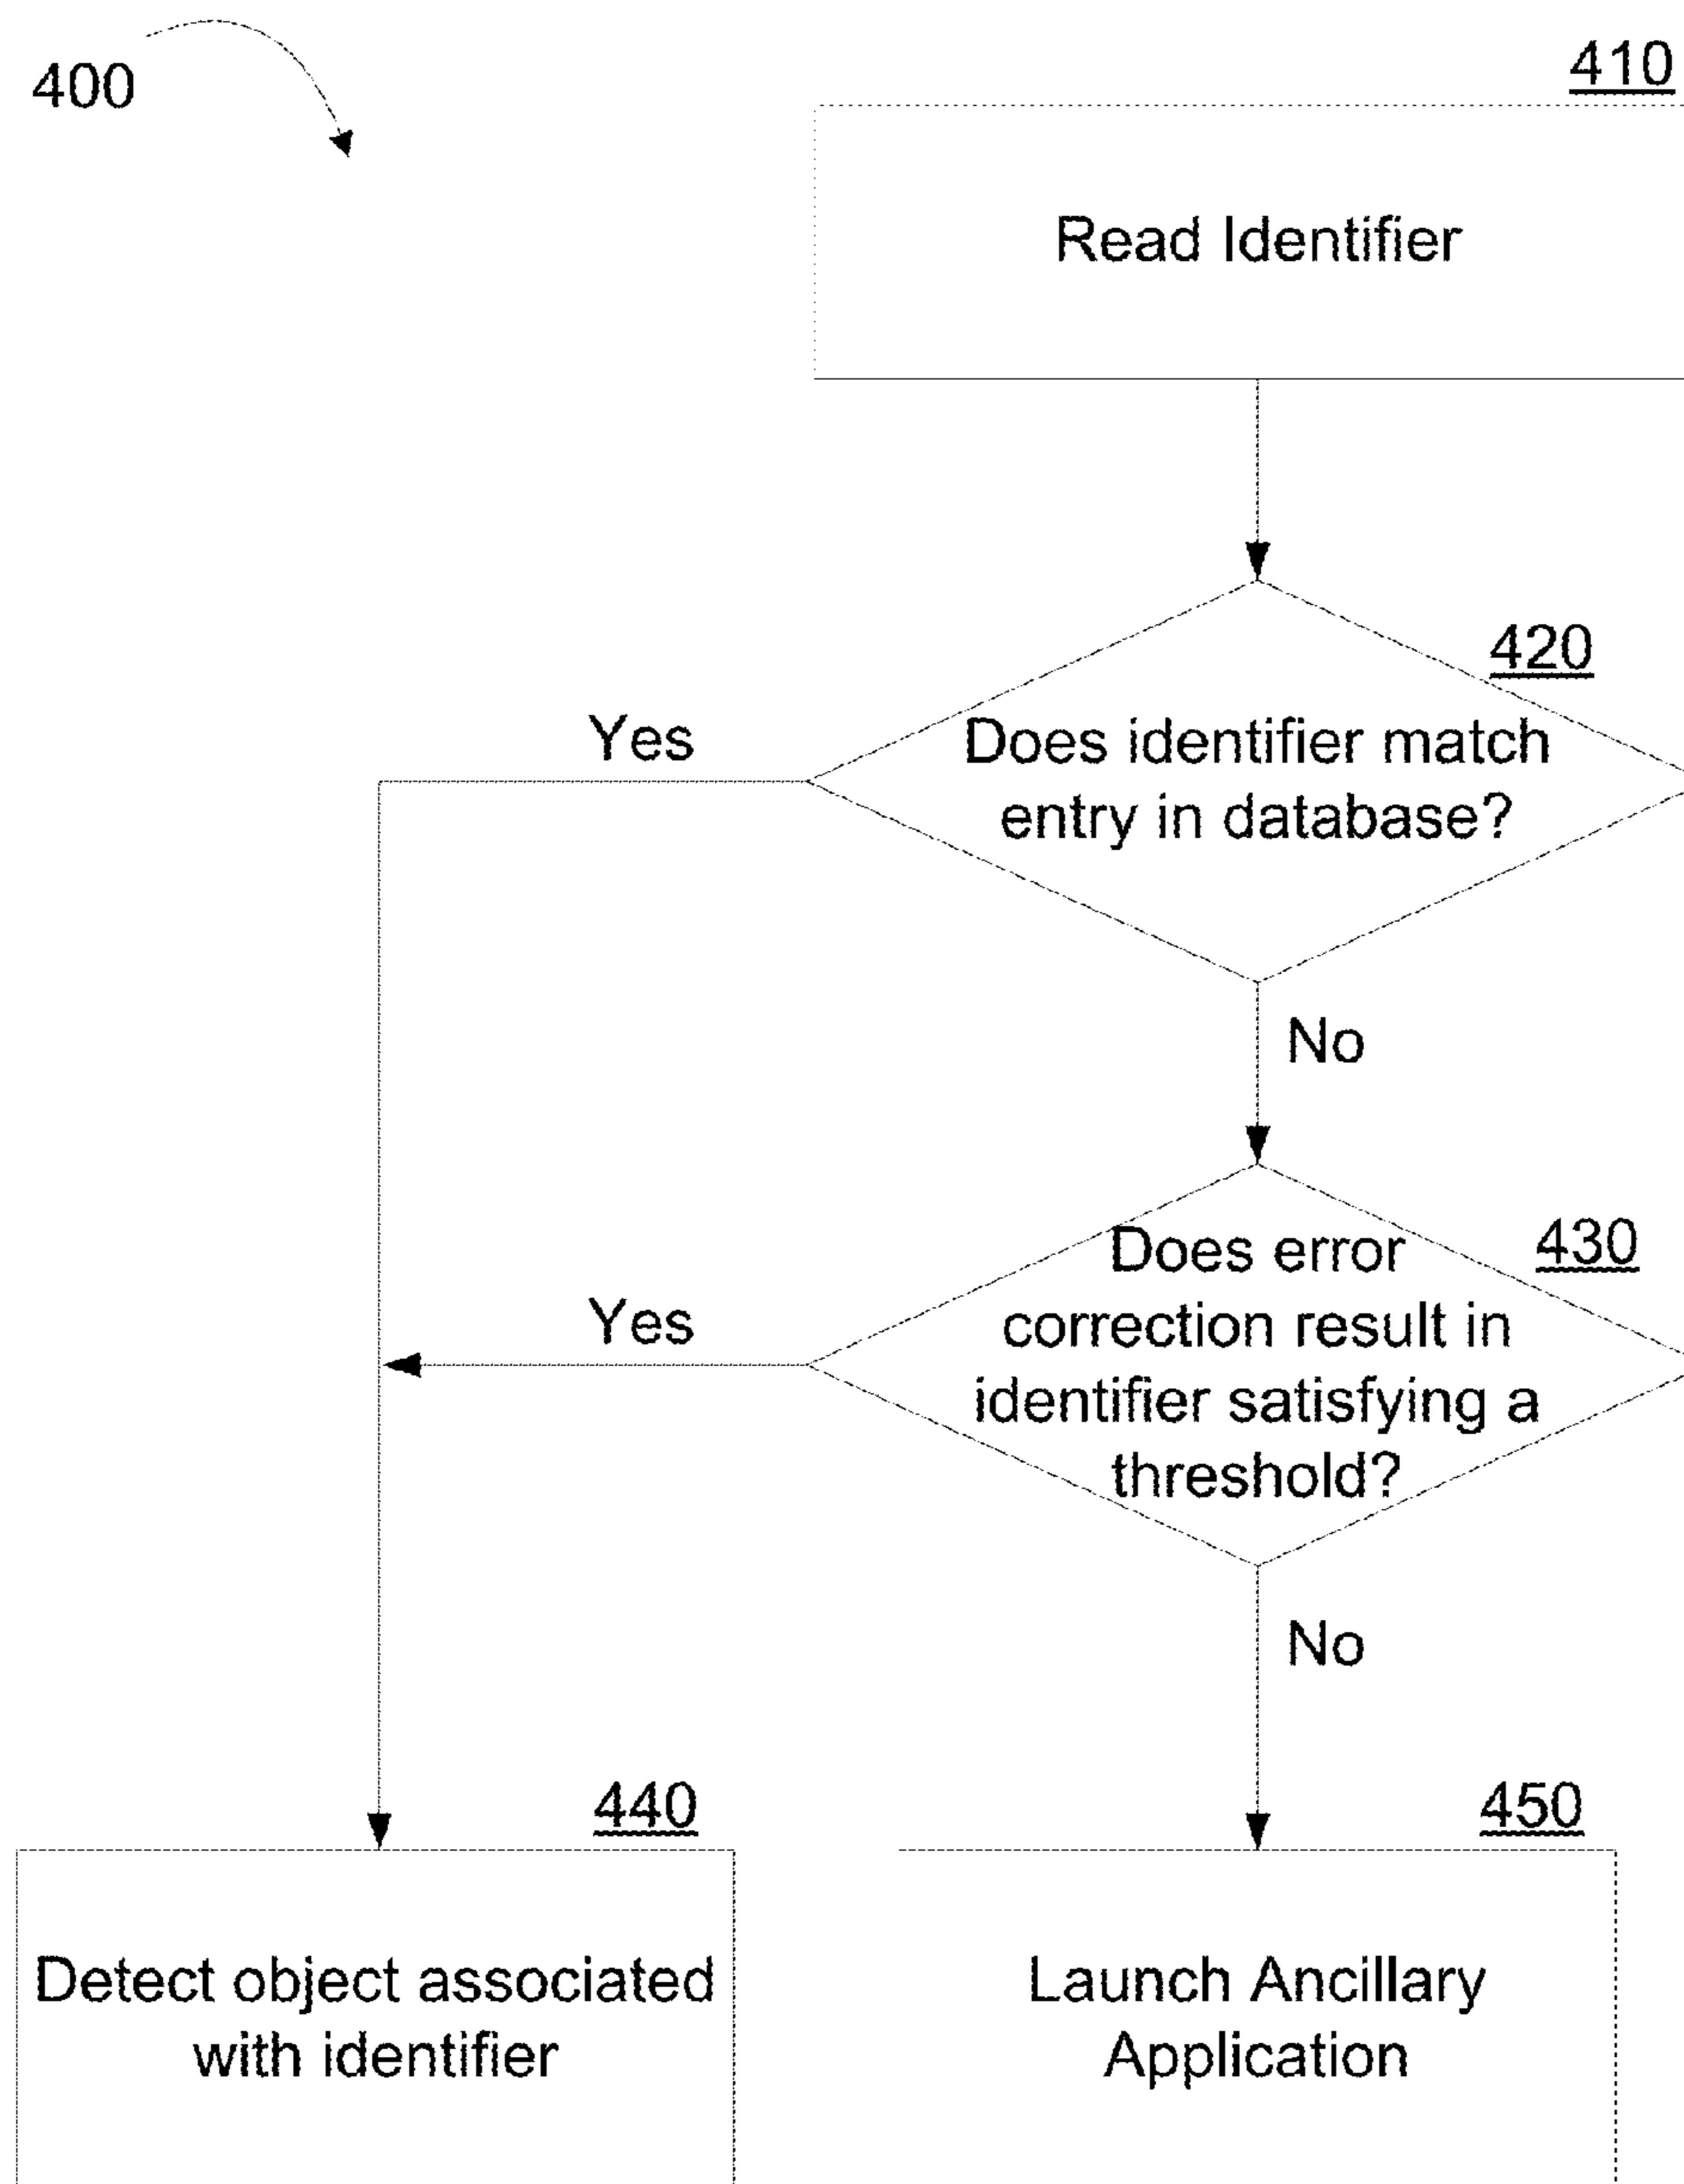 400
410
Read Identifier
420
Does identifier match
entry in database?
Yes
No
430
Does error
correction result in
identifier satisfying a
threshold?
Yes
No
440
Detect object associated
with identifier
450
Launch Ancillary
Application